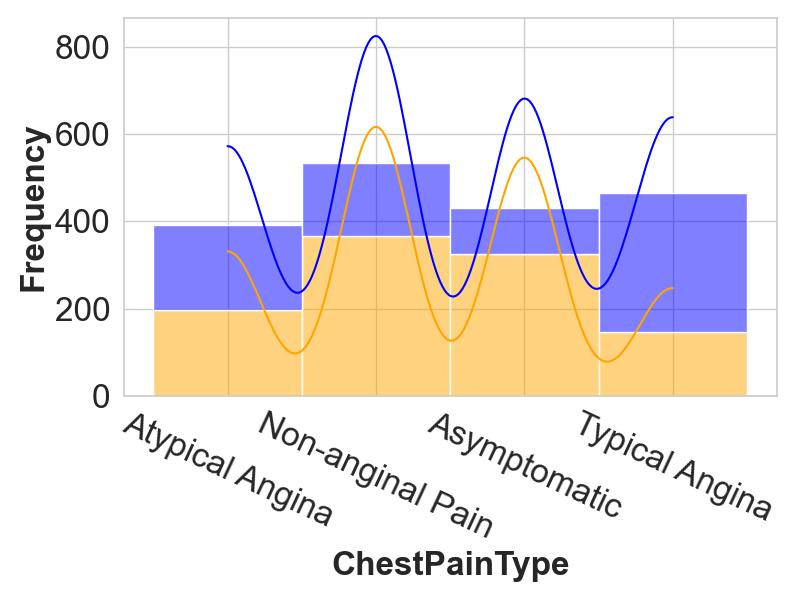 800
600
400
200
0
Frequency
Atypical Angina
Non-anginal Pain
Asymptomatic
Typical Angina
ChestPainType